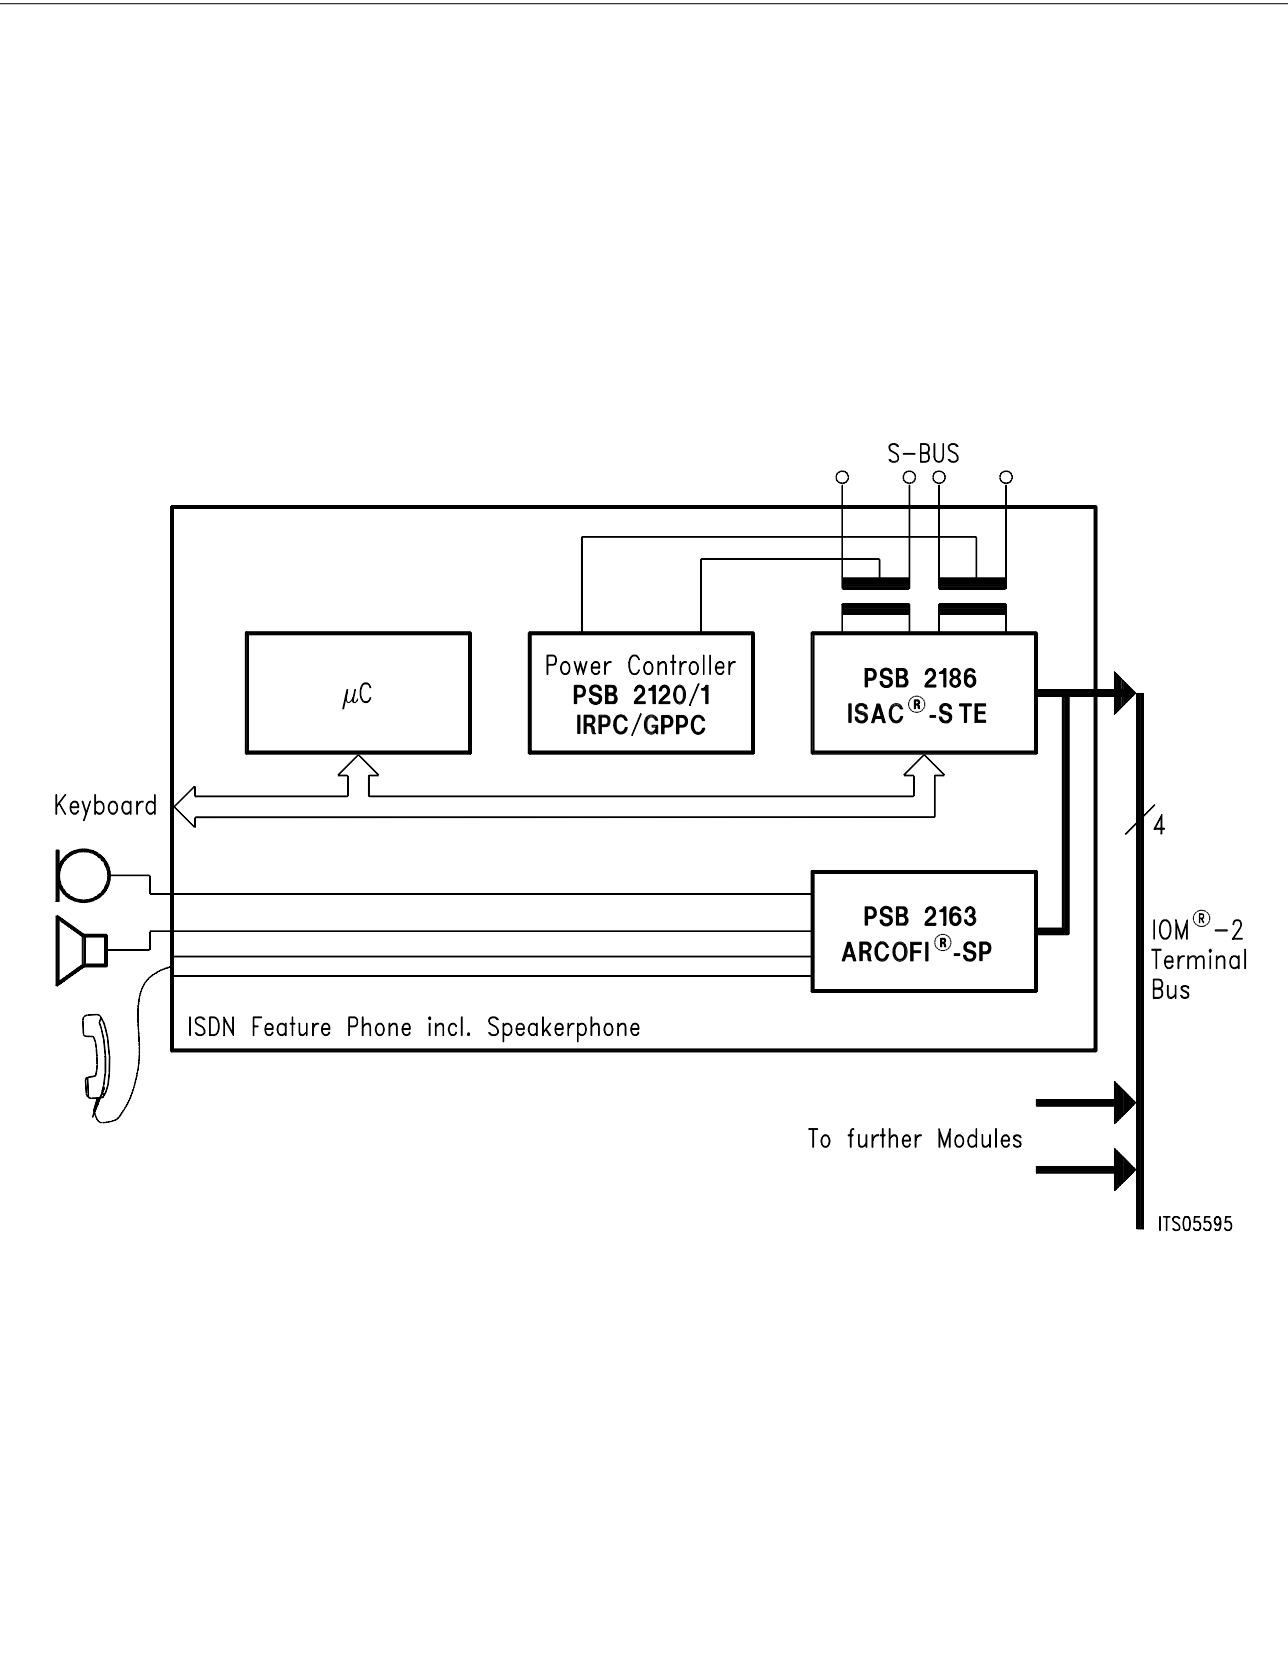 S-BUS
Power Controller
PSB 2120/1
IRPC/GPPC
µC
PSB 2186
ISAC®-S TE
Keyboard
4
PSB 2163
ARCOFI®-SP
IOM®-2
Terminal
Bus
ISDN Feature Phone incl. Speakerphone
To further Modules
ITS05595